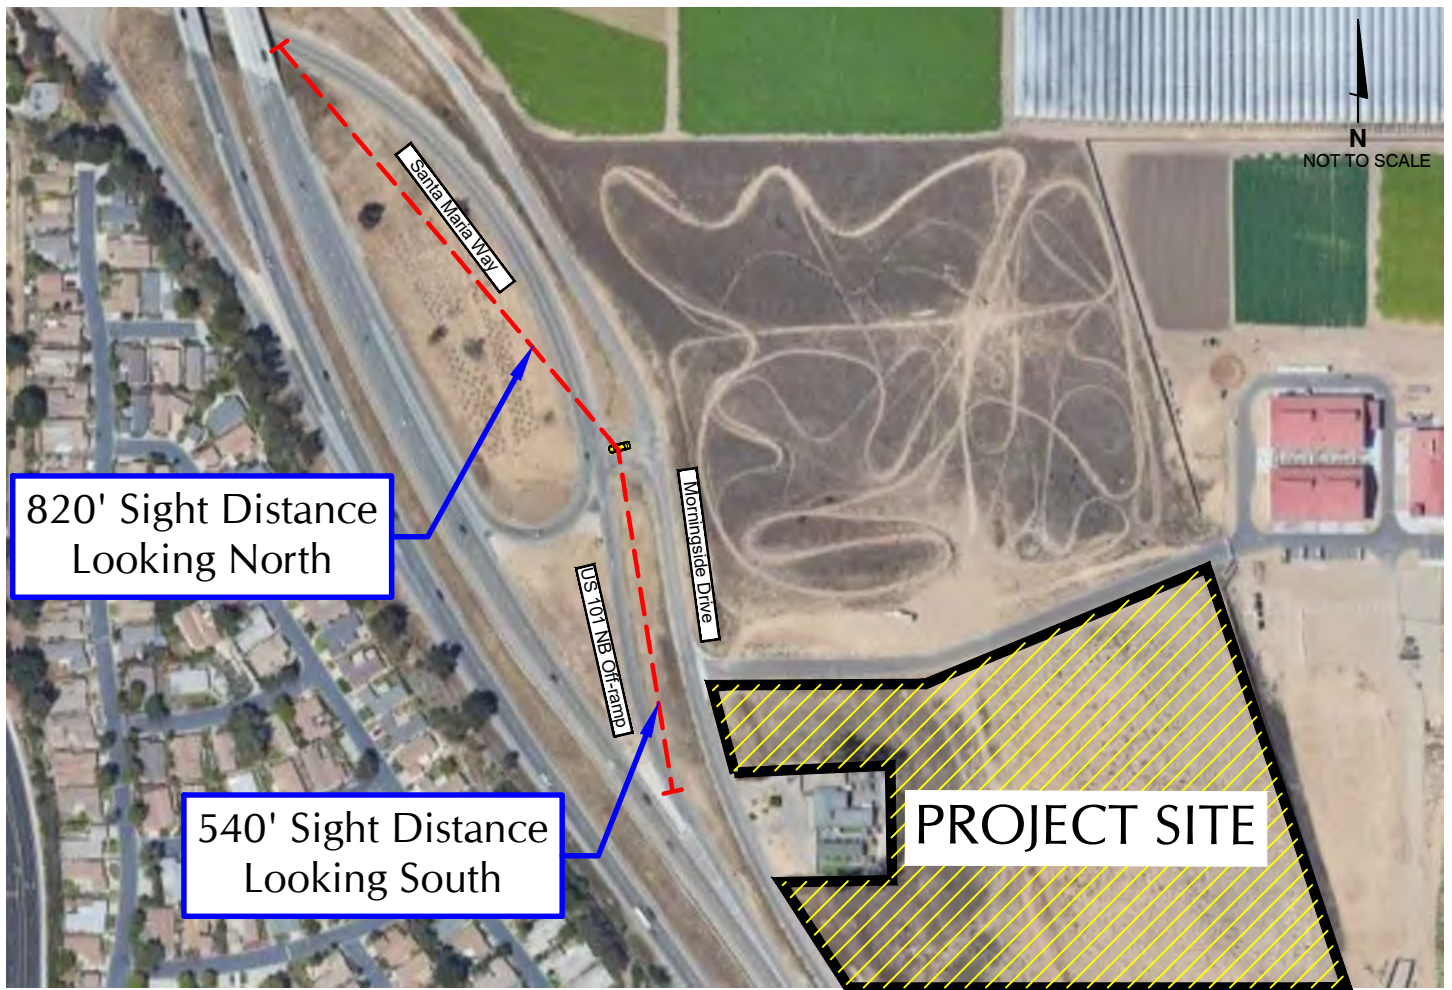 N
NOT TO SCALE
Santa Maria Way
820' Sight Distance
Looking North
Morningside Drive
US 101 NB Off-ramp
540' Sight Distance
Looking South
PROJECT SITE